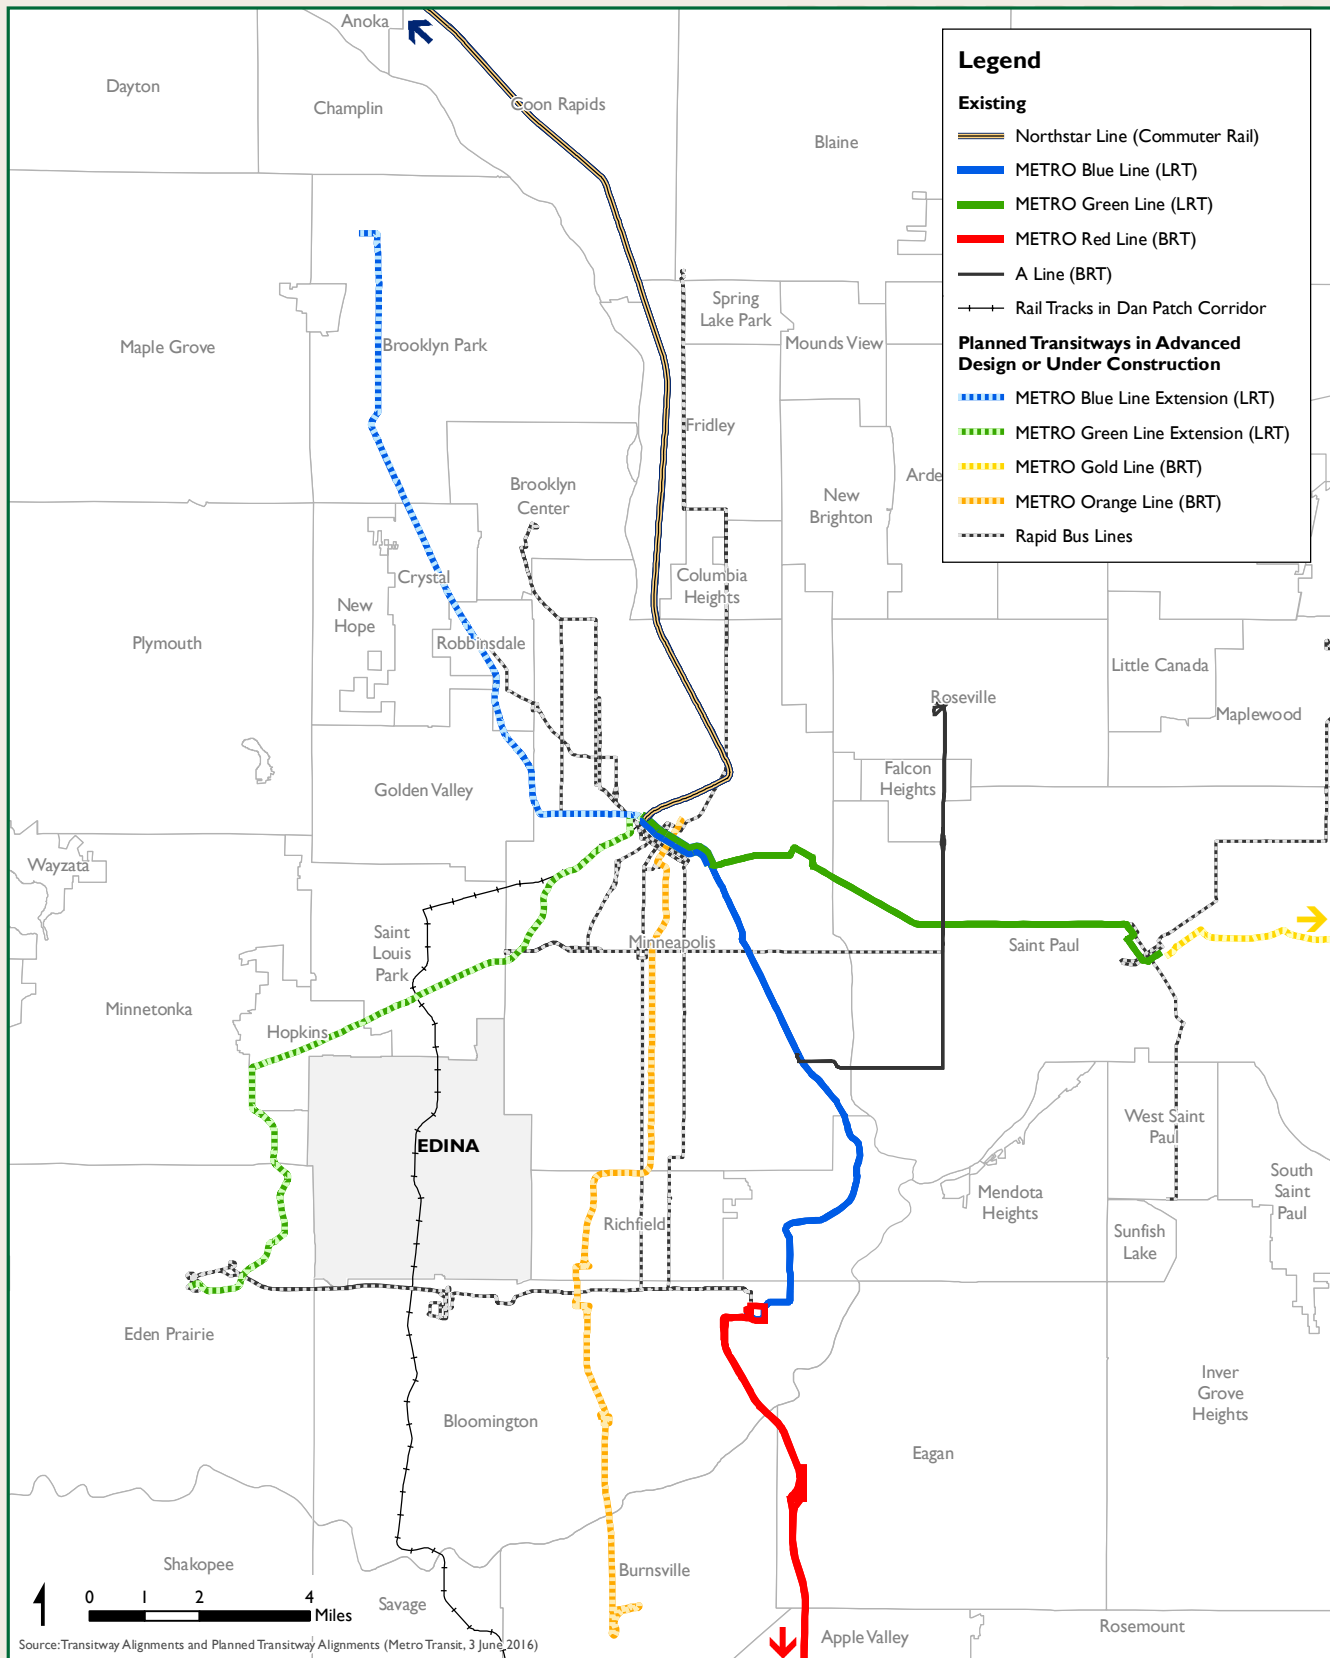 Anoka
Dayton
Champlin
Coon Rapids
Blaine
Legend
Existing
Northstar Line (Commuter Rail)
METRO Blue Line (LRT)
METRO Green Line (LRT)
METRO Red Line (BRT)
A Line (BRT)
Rail Tracks in Dan Patch Corridor
Planned Transitways in Advanced
Design or Under Construction
METRO Blue Line Extension (LRT)
METRO Green Line Extension (LRT)
METRO Gold Line (BRT)
METRO Orange Line (BRT)
Rapid Bus Lines
Spring
Lake Park
Maple Grove
Brooklyn Park
Mounds View
Fridley
Arde
Brooklyn
Center
New
Brighton
Crystal
Columbia
Heights
New
Hope
Plymouth
Robbinsdale
Little Canada
Roseville
Maplewood
Golden Valley
Falcon
Heights
Wayzata
Saint
Louis
Park
Minneapolis
Saint Paul
Minnetonka
Hopkins
EDINA
West Saint
Paul
South
Saint
Paul
Mendota
Heights
Richfield
Sunfish
Lake
Eden Prairie
Inver
Grove
Heights
Bloomington
Eagan
Shakopee
Burnsville
Savage
0 1 2 4
Miles
Apple Valley
Rosemount
Source: Transitway Alignments and Planned Transitway Alignments (Metro Transit, 3 June 2016)